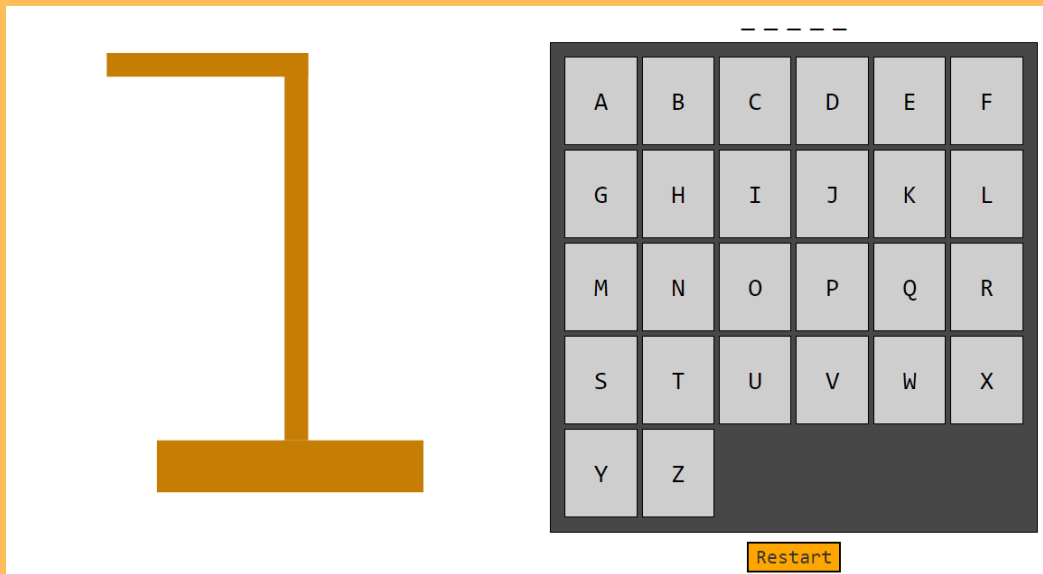 _ _ _ _ _
A B C D E F
G H I J K L
M N O P Q R
S T U V W X
Y Z
Restart